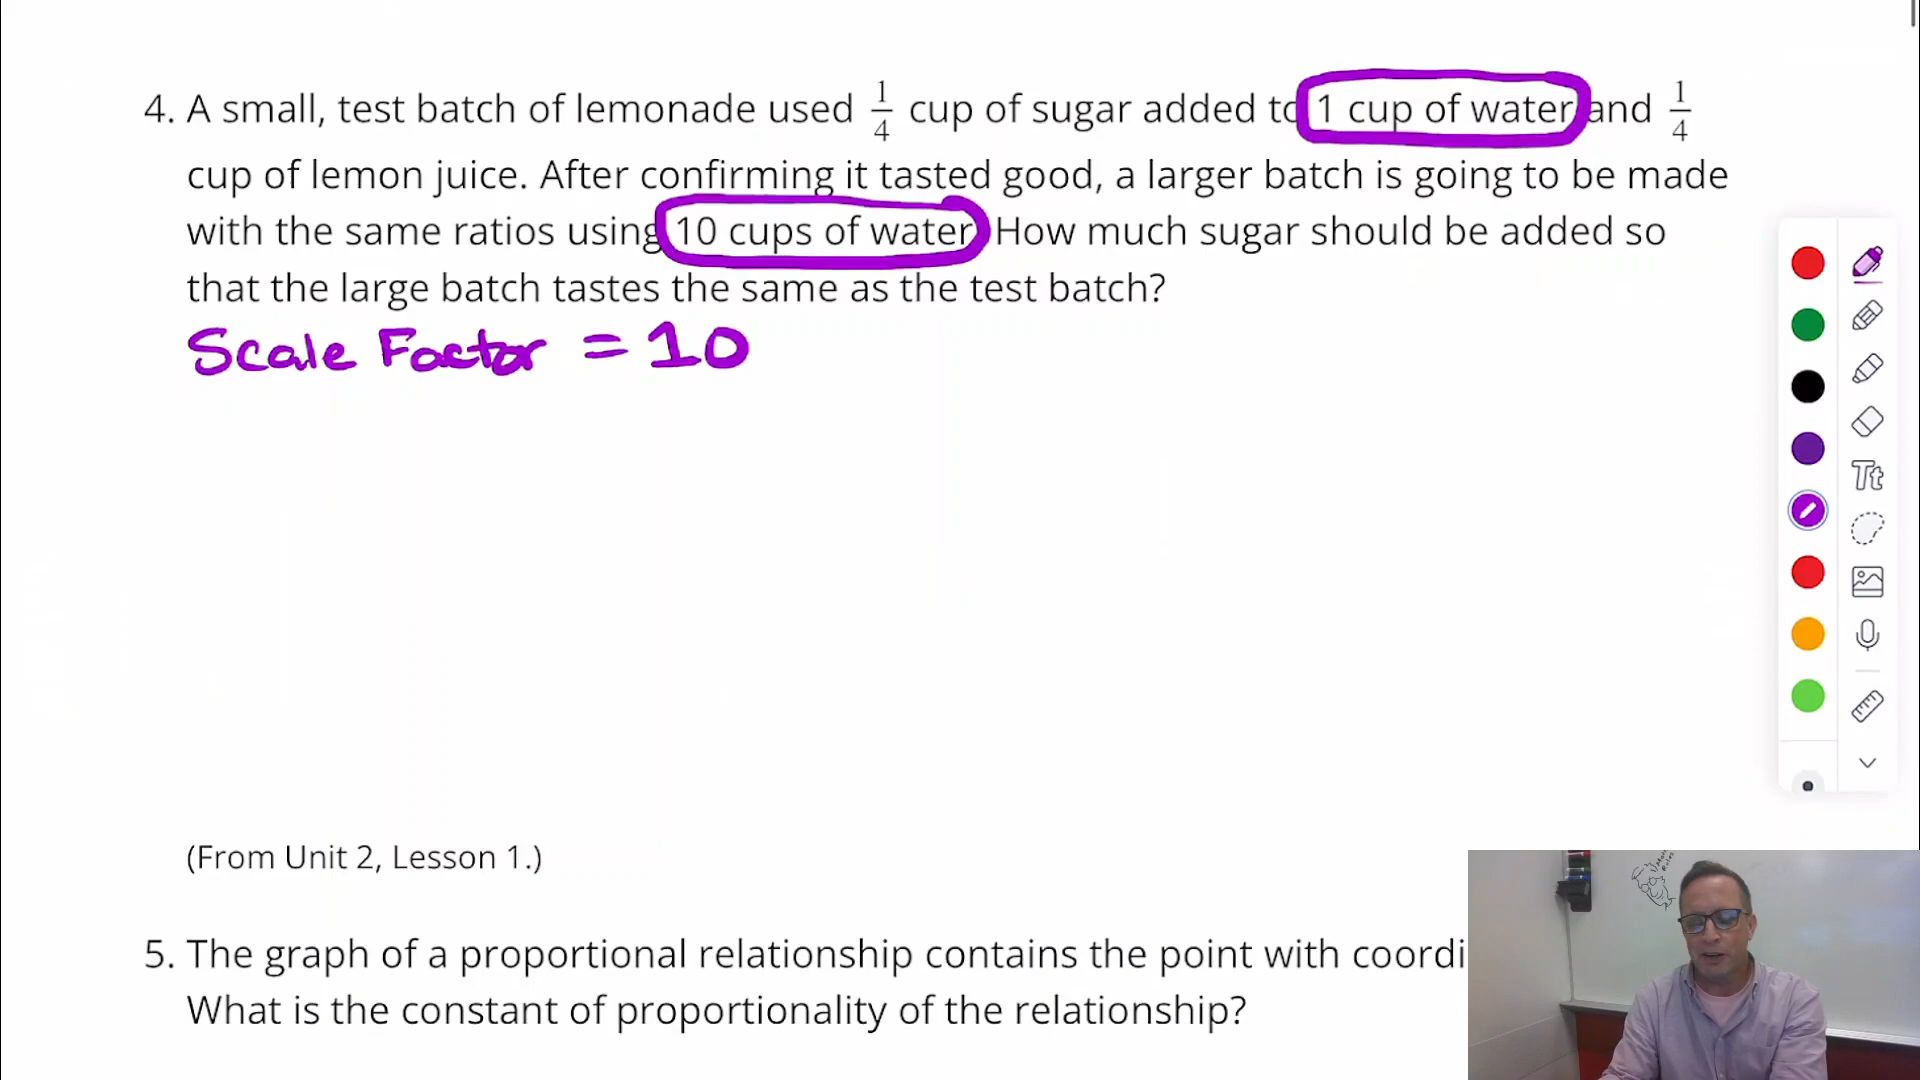 4. A small, test batch of lemonade used 1/4 cup of sugar added to 1 cup of water and 1/4
cup of lemon juice. After confirming it tasted good, a larger batch is going to be made
with the same ratios using 10 cups of water How much sugar should be added so
that the large batch tastes the same as the test batch?
Scale Factor = 10
(From Unit 2, Lesson 1.)
5. The graph of a proportional relationship contains the point with coordi
What is the constant of proportionality of the relationship?
Tt